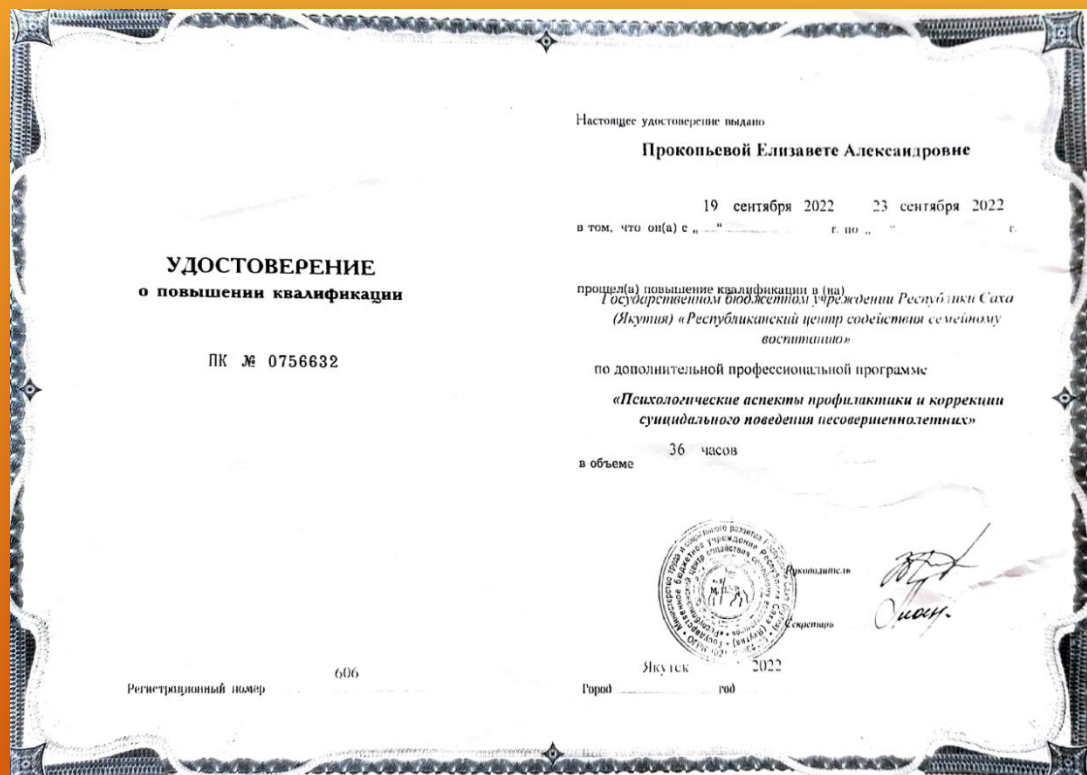 УДОСТОВЕРЕНИЕ
о повышении квалификации
ПК № 0756632
Регистрационный номер 606
Настоящее удостоверение выдано
Прокопьевой Елизавете Александровне
19 сентября 2022 23 сентября 2022
в том, что он(а) с „ “ г. по „ “ г.
прошел(а) повышение квалификации в (на)
Государственном бюджетном учреждении Республики Саха
(Якутия) «Республиканский центр содействия семейному
воспитанию»
по дополнительной профессиональной программе
«Психологические аспекты профилактики и коррекции
суицидального поведения несовершеннолетних»
36 часов
в объеме
Руководитель
М.П.
Секретарь
Якутск 2022
Город год